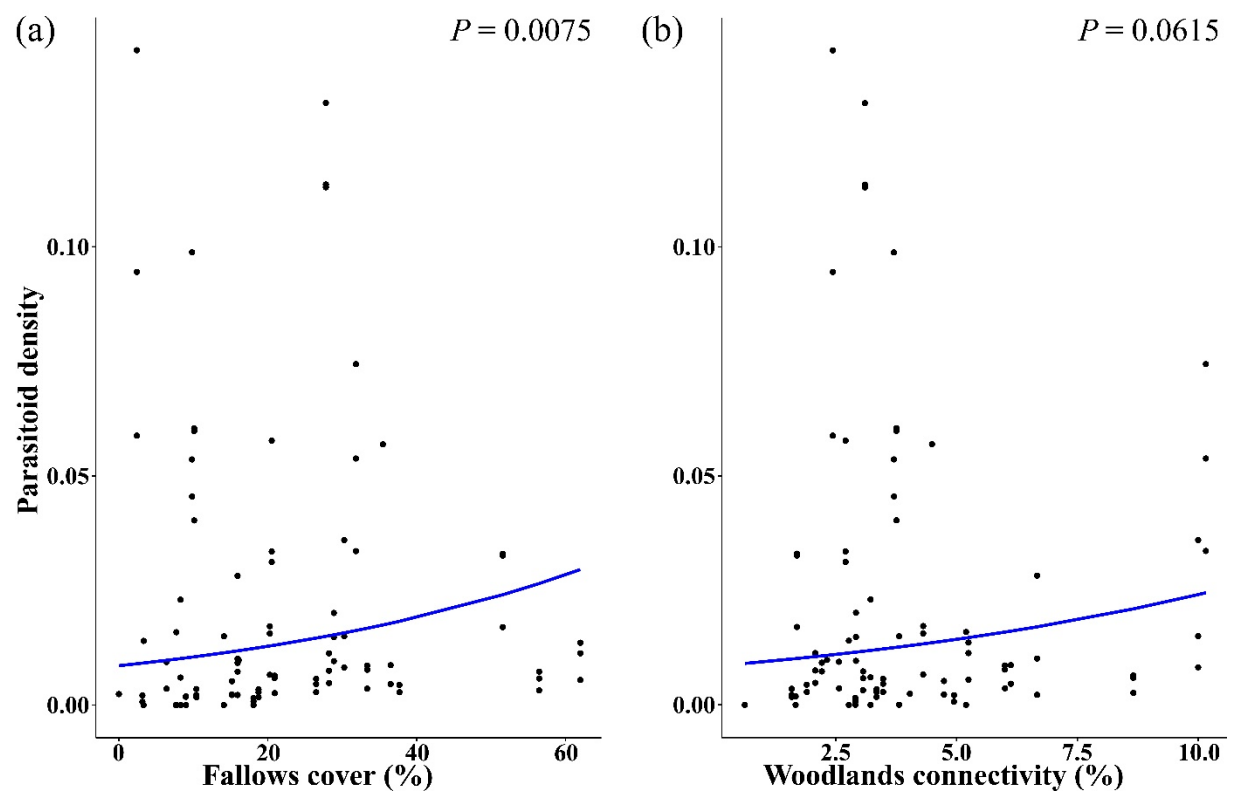 (a)
P = 0.0075
Parasitoid density
0.10
0.05
0.00
0
20
40
60
Fallows cover (%)
(b)
P = 0.0615
0.10
0.05
0.00
2.5
5.0
7.5
10.0
Woodlands connectivity (%)